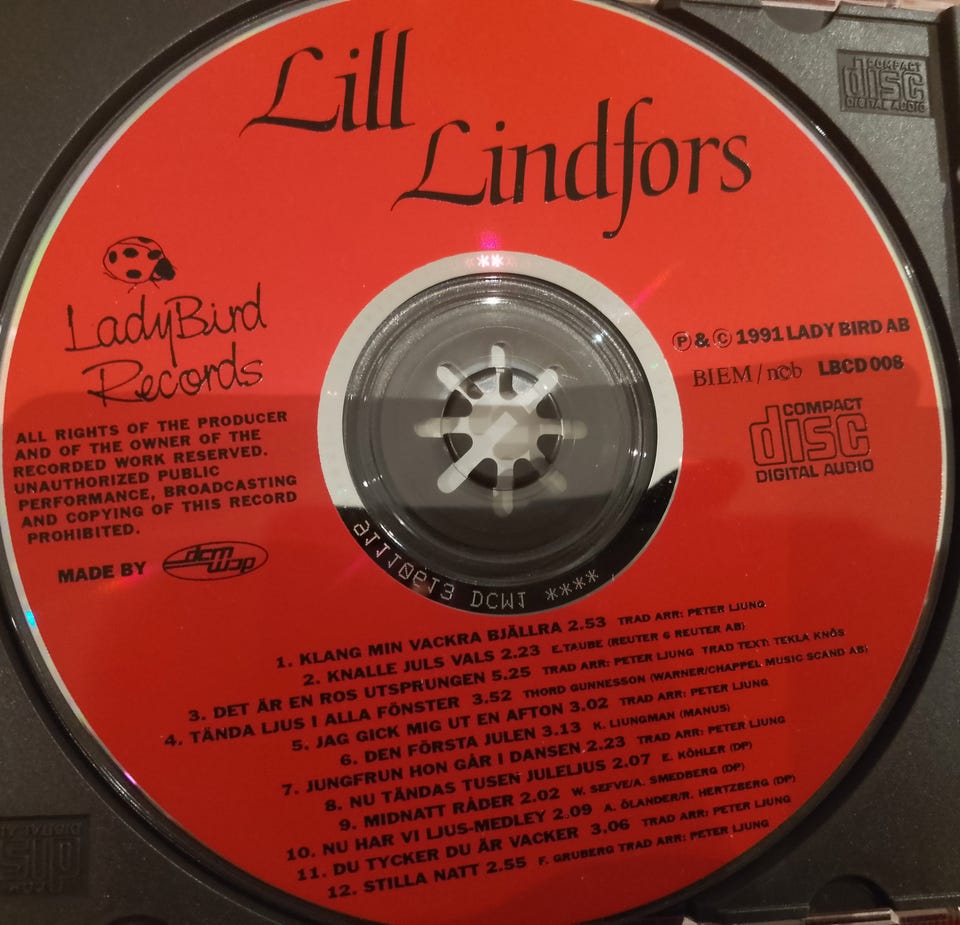 Lill
Lindfors
COMPACT
disc
DIGITAL AUDIO
LadyBird
Records
ALL RIGHTS OF THE PRODUCER
AND OF THE OWNER OF THE
RECORDED WORK RESERVED.
UNAUTHORIZED PUBLIC
PERFORMANCE, BROADCASTING
AND COPYING OF THIS RECORD
PROHIBITED.
MADE BY dcm
Ⓟ & © 1991 LADY BIRD AB
BIEM / ncb LBCD 008
COMPACT
disc
DIGITAL AUDIO
****
1. KLANG MIN VACKRA BJÄLLRA 2.53 TRAD ARR: PETER LJUNG
2. KNALLE JULS VALS 2.23 E.TAUBE (REUTER & REUTER AB)
3. DET ÄR EN ROS UTSPRUNGEN 5.25 TRAD ARR: PETER LJUNG TRAD TEXT: TEKLA KNÖS
4. TÄNDA LJUS I ALLA FÖNSTER 3.52 THORD GUNNESSON (WARNER/CHAPPEL MUSIC SCAND AB)
5. JAG GICK MIG UT EN AFTON 3.02 TRAD ARR: PETER LJUNG
6. DEN FÖRSTA JULEN 3.13 K. LJUNGMAN (MANUS)
7. JUNGFRUN HON GÅR I DANSEN 2.23 TRAD ARR: PETER LJUNG
8. NU TÄNDAS TUSEN JULELJUS 2.07 E. KÖHLER (DP)
9. MIDNATT RÅDER 2.02 W. SEFVE/A. SMEDBERG (DP)
10. NU HAR VI LJUS-MEDLEY 2.09 A. ÖLANDER/R. HERTZBERG (DP)
11. DU TYCKER DU ÄR VACKER 3.06 TRAD ARR: PETER LJUNG
12. STILLA NATT 2.55 F. GRUBERG TRAD ARR: PETER LJUNG